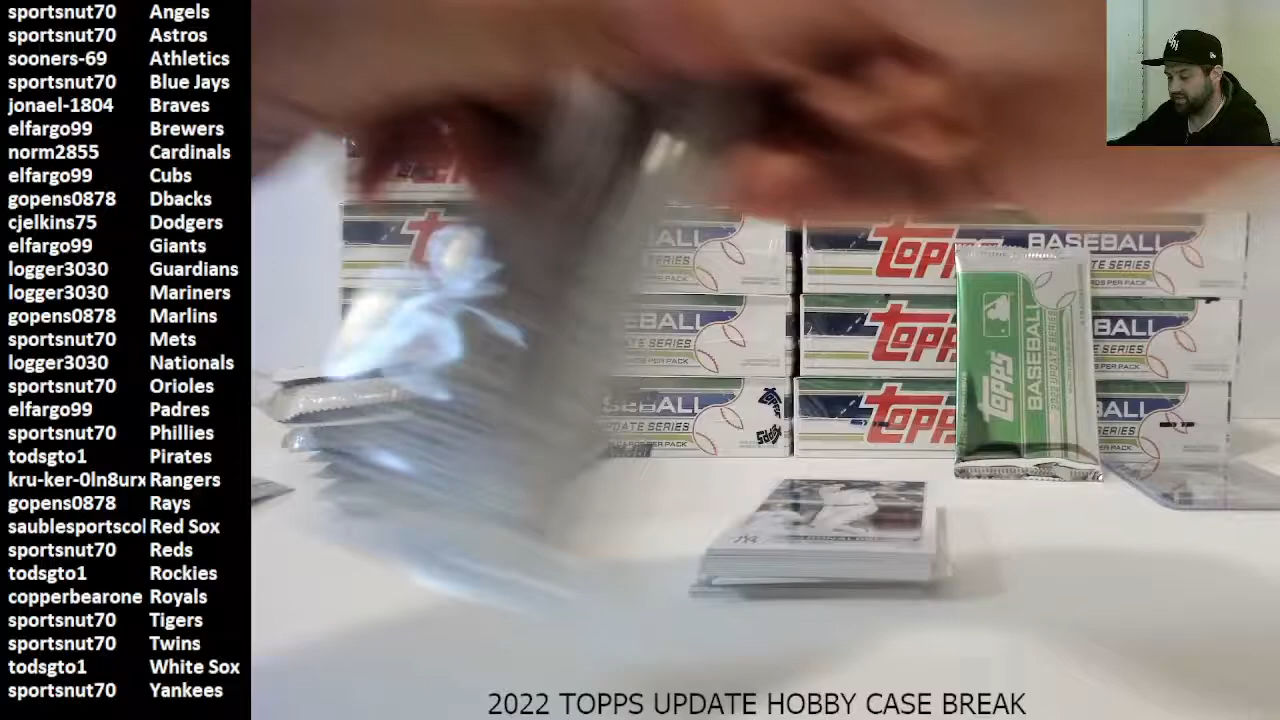 sportsnut70 Angels
sportsnut70 Astros
sooners-69 Athletics
sportsnut70 Blue Jays
jonael-1804 Braves
elfargo99 Brewers
norm2855 Cardinals
elfargo99 Cubs
gopens0878 Dbacks
cjelkins75 Dodgers
elfargo99 Giants
logger3030 Guardians
logger3030 Mariners
gopens0878 Marlins
sportsnut70 Mets
logger3030 Nationals
sportsnut70 Orioles
elfargo99 Padres
sportsnut70 Phillies
todsgto1 Pirates
kru-ker-0ln8urx Rangers
gopens0878 Rays
saublesportscol Red Sox
sportsnut70 Reds
todsgto1 Rockies
copperbearone Royals
sportsnut70 Tigers
sportsnut70 Twins
todsgto1 White Sox
sportsnut70 Yankees
BASEBALL
TOPPS
BASEBALL
2022 UPDATE SERIES
2022 TOPPS UPDATE HOBBY CASE BREAK